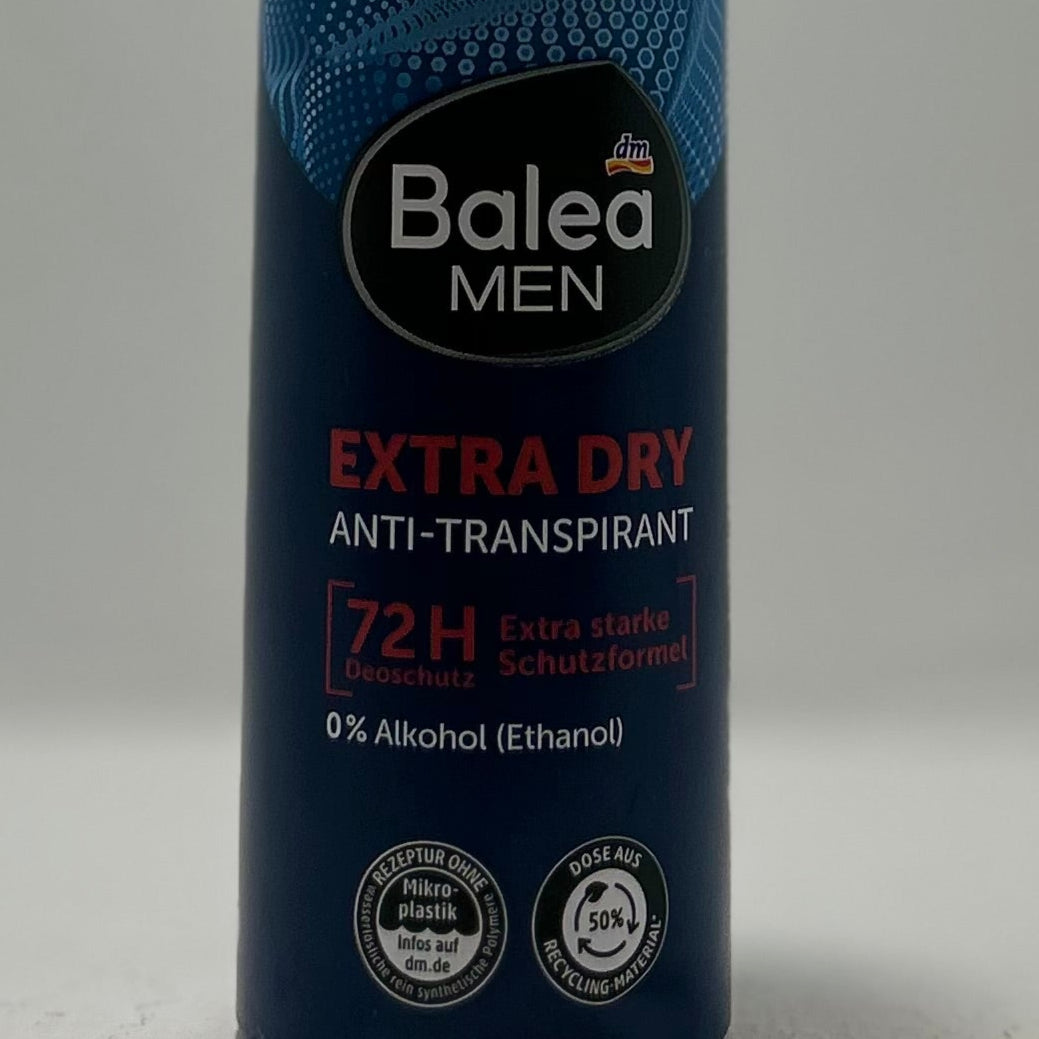 dm
Balea
MEN
EXTRA DRY
ANTI-TRANSPIRANT
72H
Deoschutz
Extra starke
Schutzformel
0% Alkohol (Ethanol)
REZEPTUR OHNE
Mikro-
plastik
Infos auf
dm.de
wasserlösliche rein synthetische Polymere
DOSE AUS
50%
RECYCLING-MATERIAL*